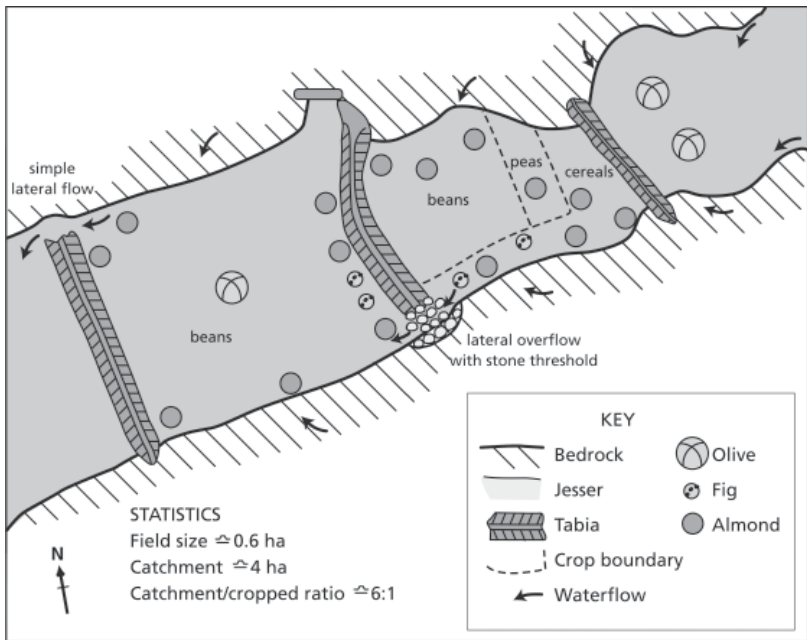 simple
lateral flow
beans
peas
cereals
beans
lateral overflow
with stone threshold
KEY
Bedrock
Olive
Jesser
Fig
Tabia
Almond
Crop boundary
Waterflow
STATISTICS
Field size ≏ 0.6 ha
Catchment ≏ 4 ha
Catchment/cropped ratio ≏ 6:1
N